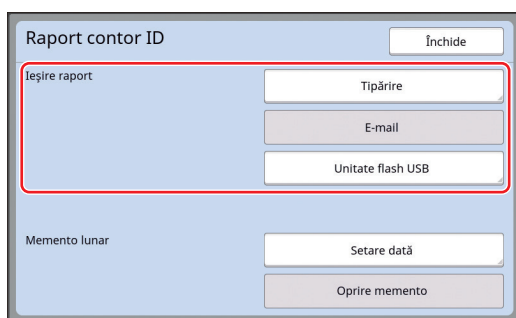 Raport contor ID
Închide
Ieşire raport
Tipărire
E-mail
Unitate flash USB
Memento lunar
Setare dată
Oprire memento